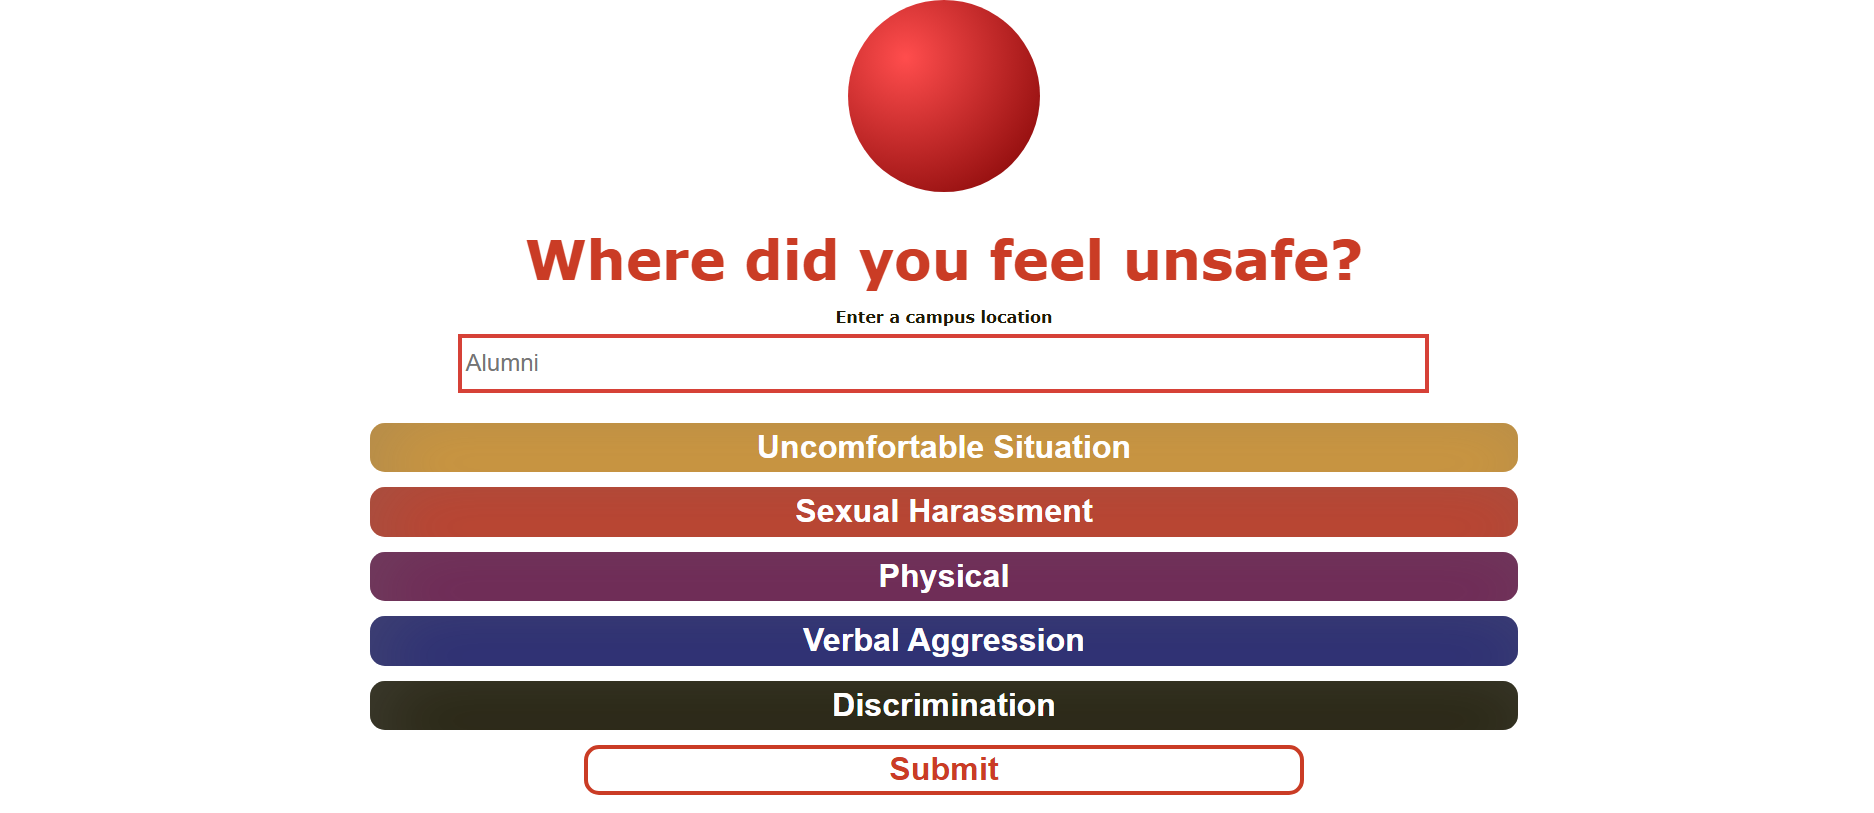 Where did you feel unsafe?
Enter a campus location
Alumni
Uncomfortable Situation
Sexual Harassment
Physical
Verbal Aggression
Discrimination
Submit